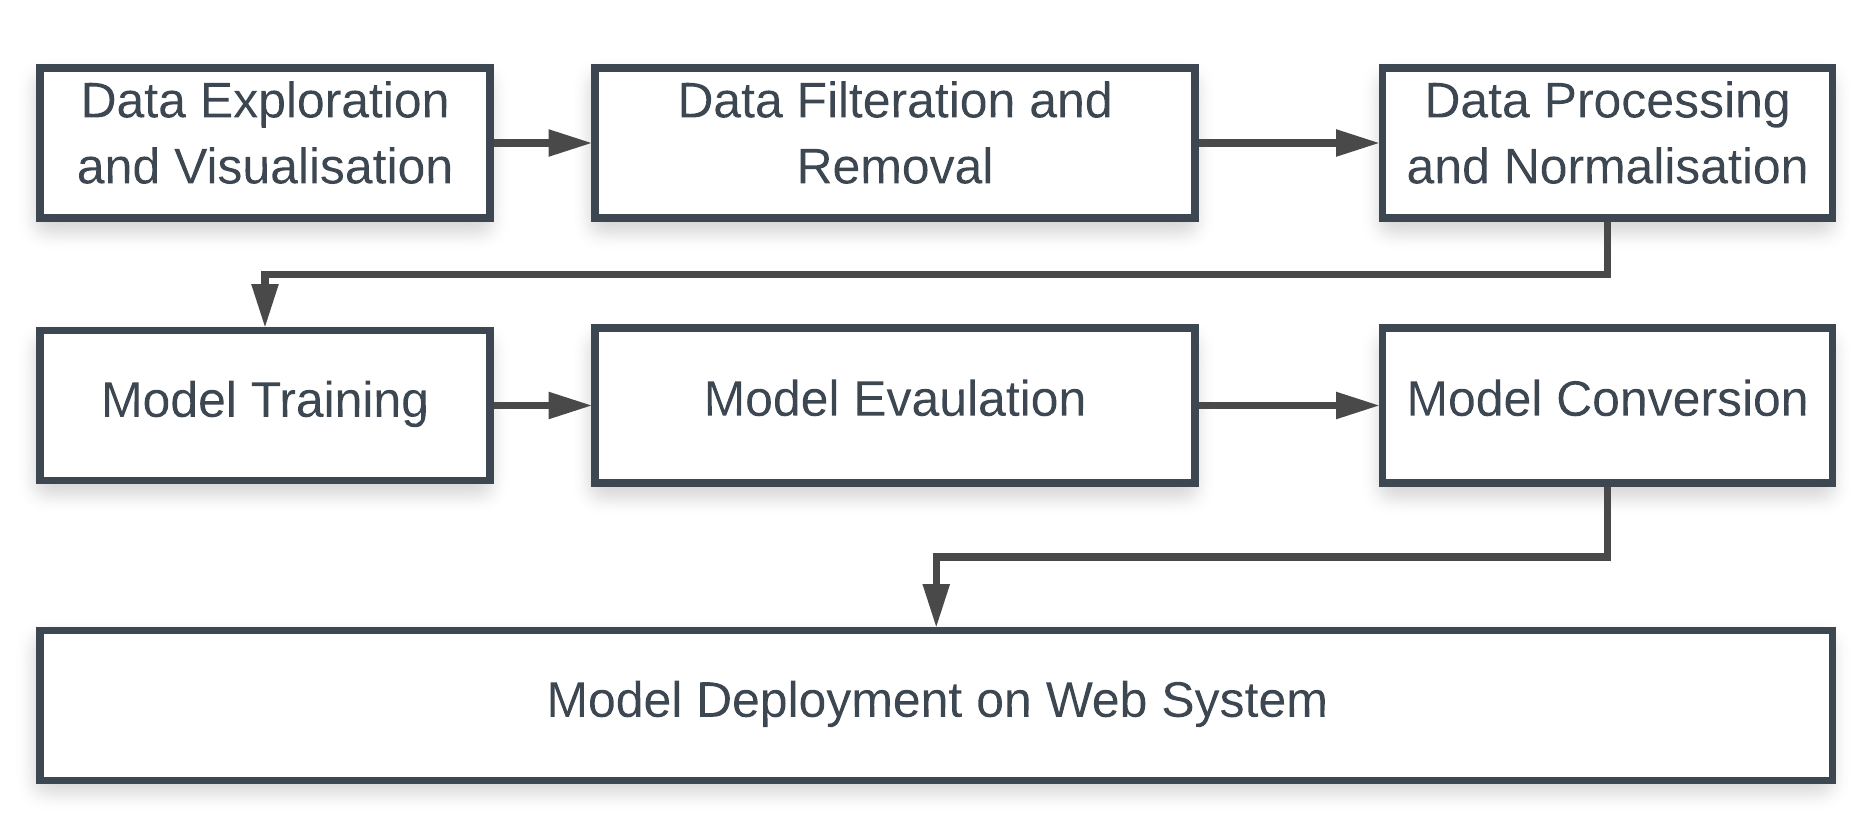 Data Exploration
and Visualisation
Data Filteration and
Removal
Data Processing
and Normalisation
Model Training
Model Evaulation
Model Conversion
Model Deployment on Web System